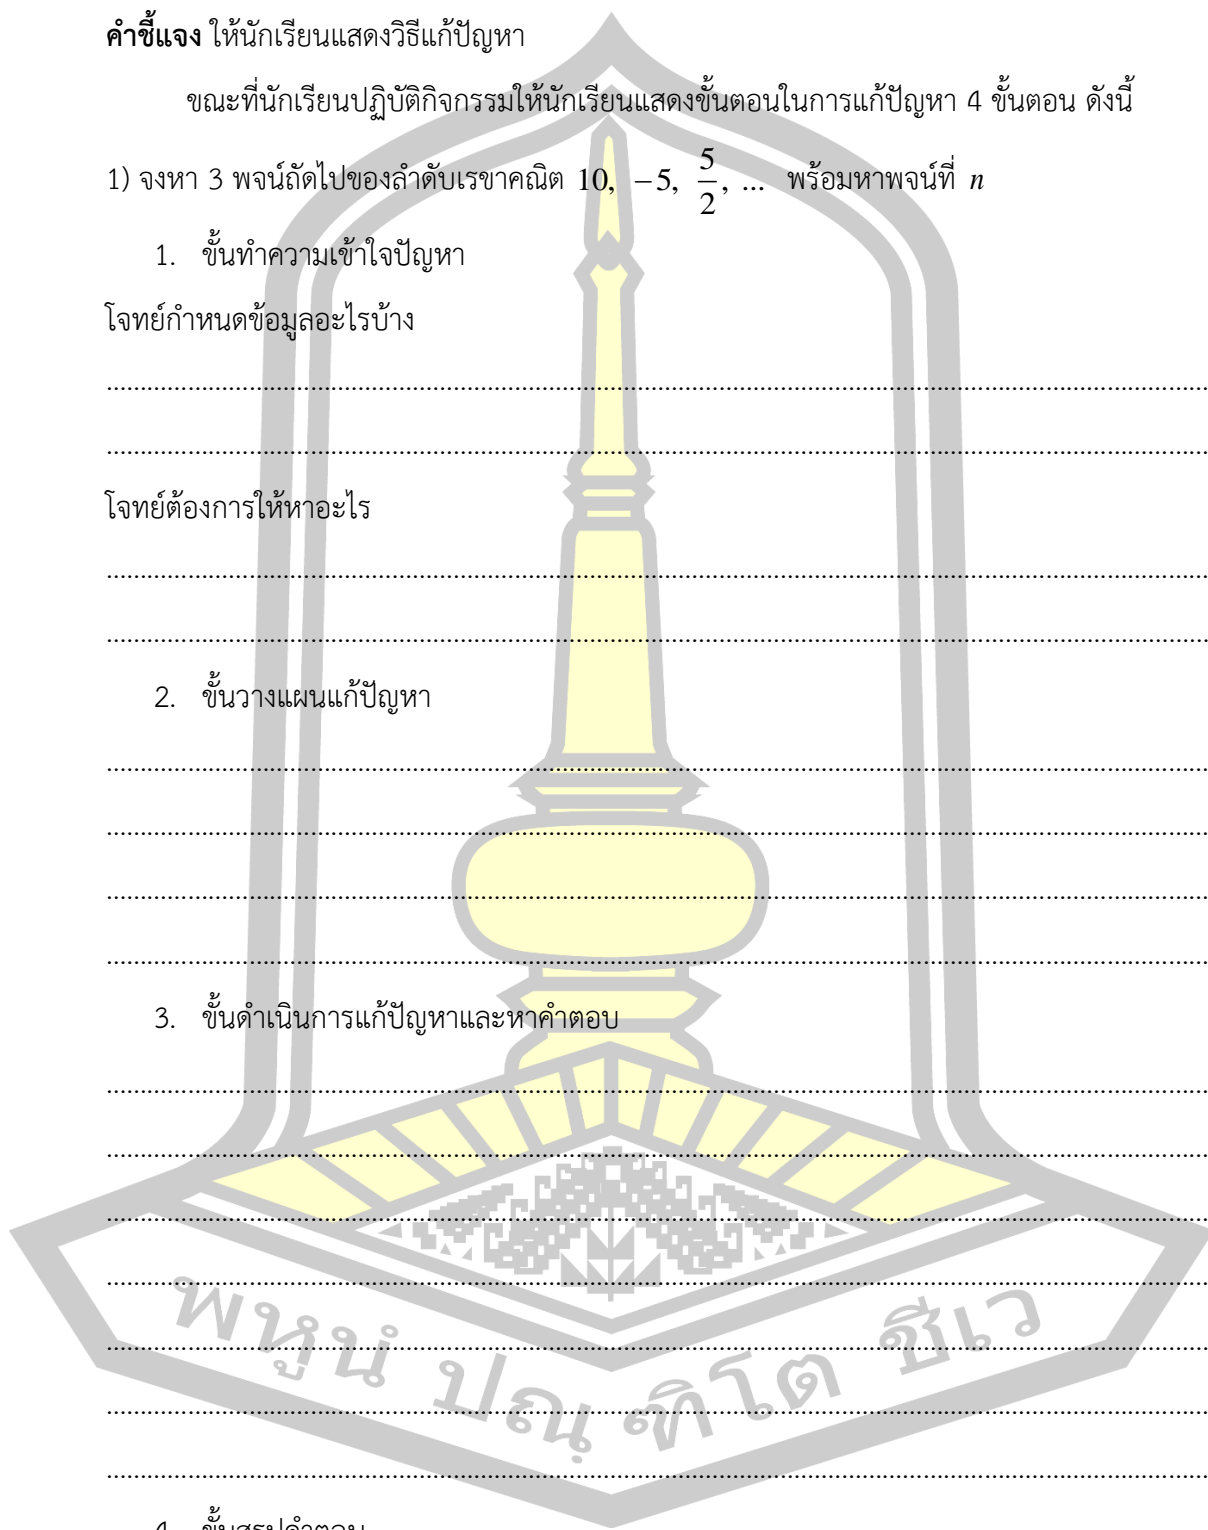 คำชี้แจง ให้นักเรียนแสดงวิธีแก้ปัญหา
ขณะที่นักเรียนปฏิบัติกิจกรรมให้นักเรียนแสดงขั้นตอนในการแก้ปัญหา 4 ขั้นตอน ดังนี้
1) จงหา 3 พจน์ถัดไปของลำดับเรขาคณิต 10, −5, 5/2, ... พร้อมหาพจน์ที่ n
1. ขั้นทำความเข้าใจปัญหา
โจทย์กำหนดข้อมูลอะไรบ้าง
โจทย์ต้องการให้หาอะไร
2. ขั้นวางแผนแก้ปัญหา
3. ขั้นดำเนินการแก้ปัญหาและหาคำตอบ
พหูนํ ปณฺฑิโต ชีเว
4. ขั้นสรุปคำตอบ